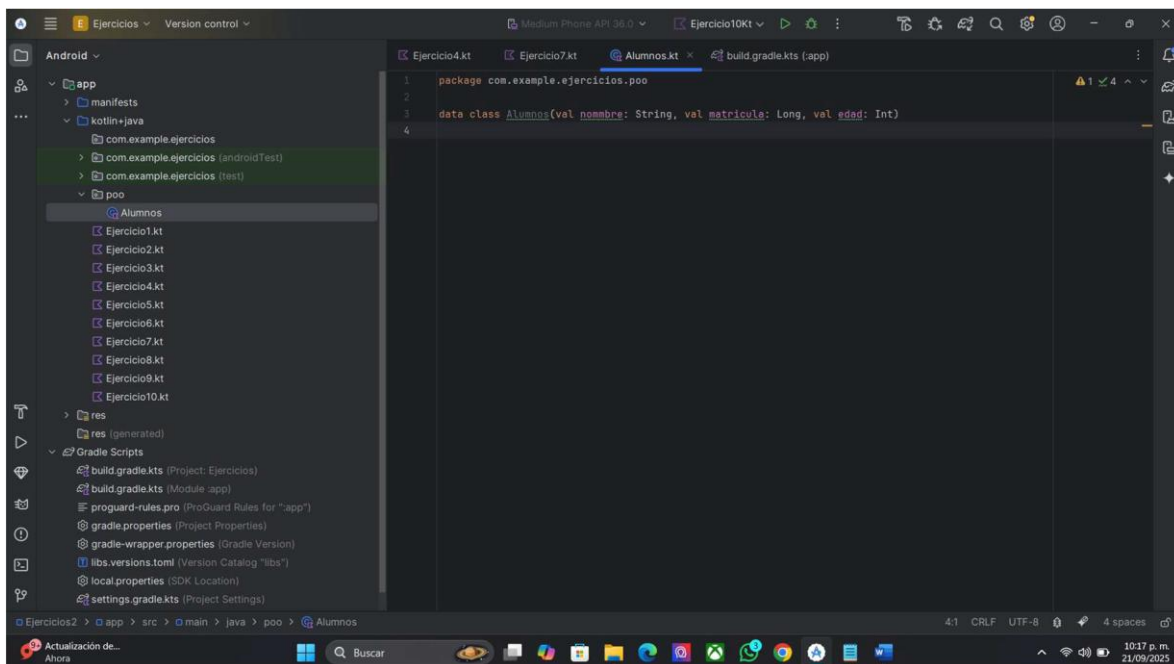 Ejercicios Version control Medium Phone API 36.0 Ejercicio10Kt
Android
Ejercicio4.kt Ejercicio7.kt Alumnos.kt build.gradle.kts (:app)
app
manifests
kotlin+java
com.example.ejercicios
com.example.ejercicios (androidTest)
com.example.ejercicios (test)
poo
Alumnos
Ejercicio1.kt
Ejercicio2.kt
Ejercicio3.kt
Ejercicio4.kt
Ejercicio5.kt
Ejercicio6.kt
Ejercicio7.kt
Ejercicio8.kt
Ejercicio9.kt
Ejercicio10.kt
res
res (generated)
Gradle Scripts
build.gradle.kts (Project: Ejercicios)
build.gradle.kts (Module :app)
proguard-rules.pro (ProGuard Rules for ":app")
gradle.properties (Project Properties)
gradle-wrapper.properties (Gradle Version)
libs.versions.toml (Version Catalog "libs")
local.properties (SDK Location)
settings.gradle.kts (Project Settings)
1 package com.example.ejercicios.poo
2
3 data class Alumnos(val nommbre: String, val matricula: Long, val edad: Int)
4
1 4
Ejercicios2 > app > src > main > java > poo > Alumnos 4:1 CRLF UTF-8 4 spaces
Actualización de...
Ahora
Buscar
10:17 p. m.
21/09/2025